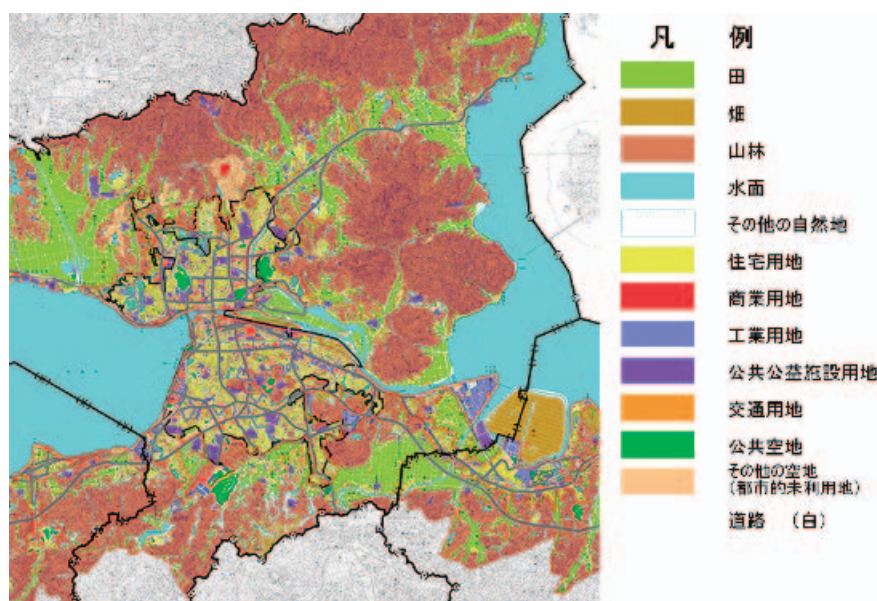 凡 例
田
畑
山林
水面
その他の自然地
住宅用地
商業用地
工業用地
公共公益施設用地
交通用地
公共空地
その他の空地
(都市的未利用地)
道路 (白)